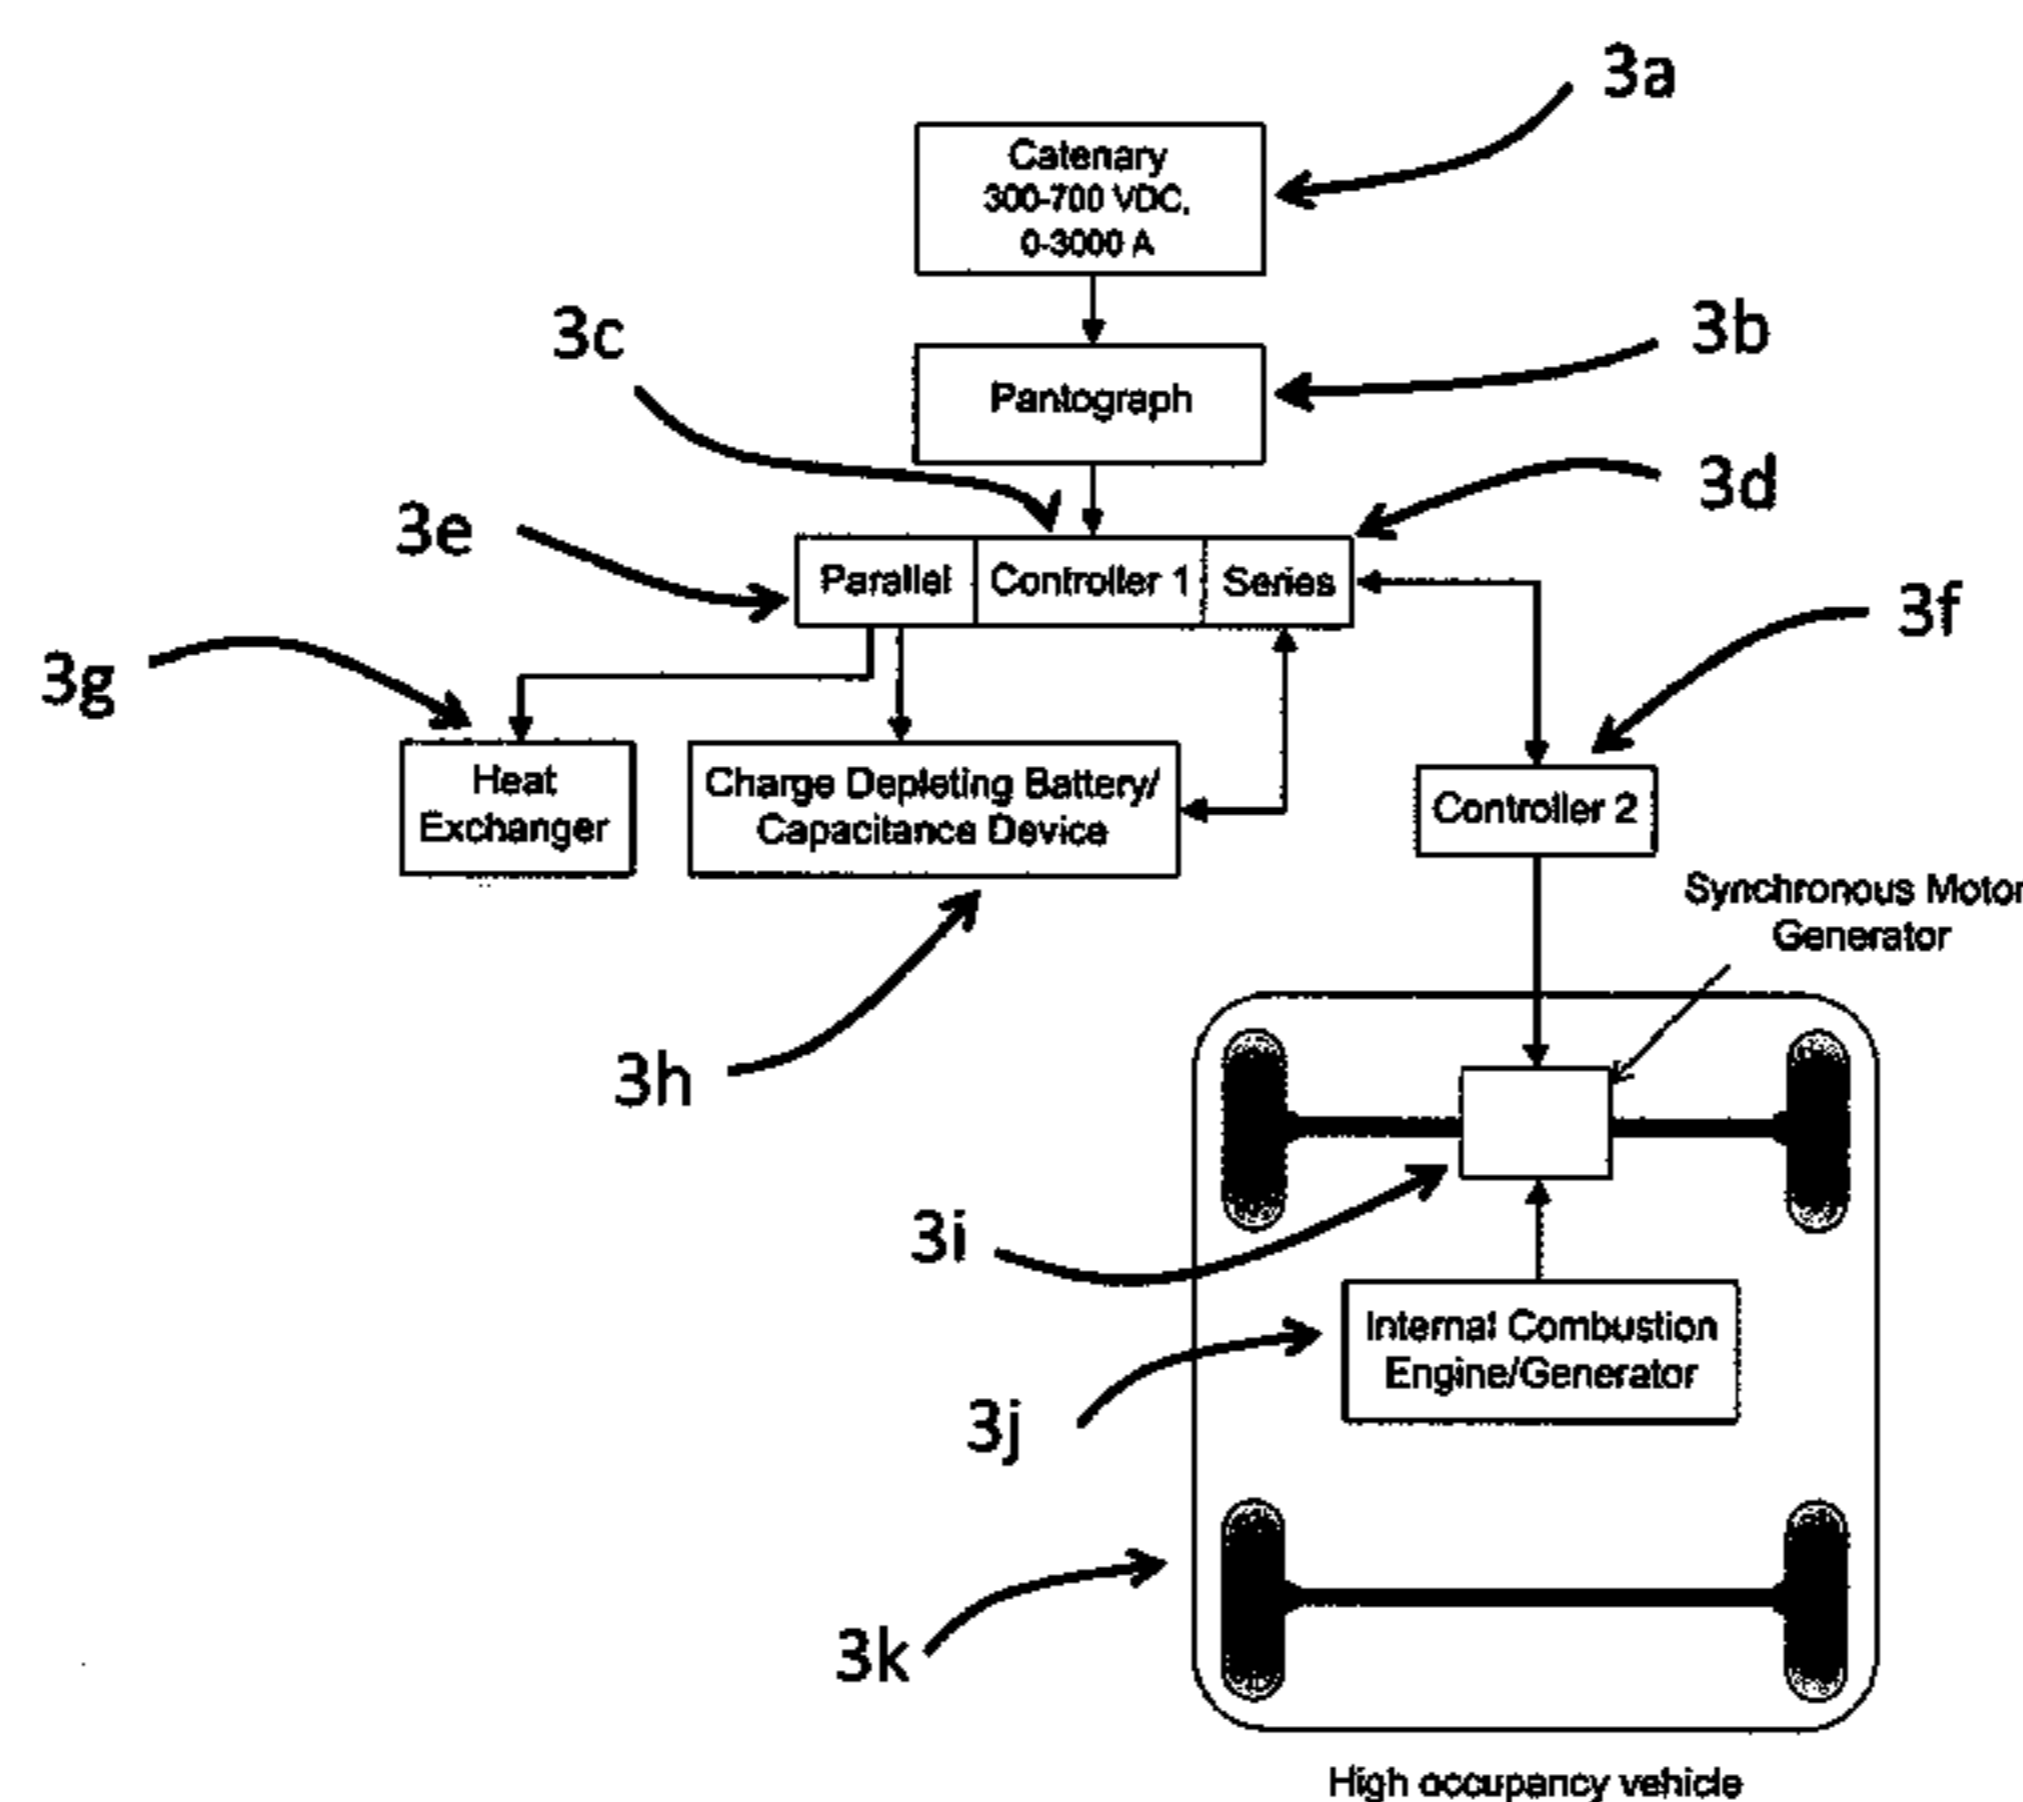 3a
Catenary
300-700 VDC,
0-3000 A
3c
3b
Pantograph
3d
3e
Parallel
Controller 1
Series
3f
3g
Heat
Exchanger
Charge Depleting Battery/
Capacitance Device
Controller 2
Synchronous Motor
Generator
3h
3i
Internal Combustion
Engine/Generator
3j
3k
High occupancy vehicle